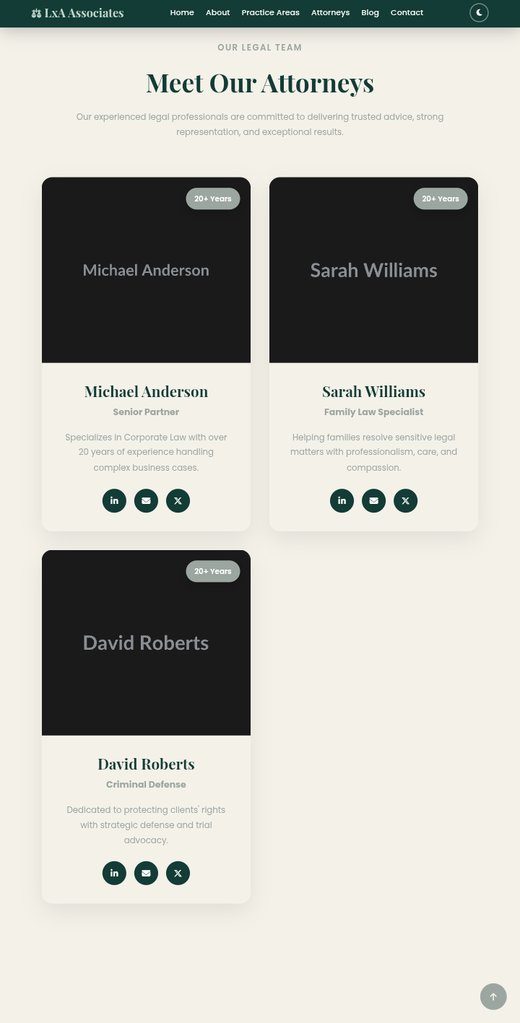 LxA Associates
Home About Practice Areas Attorneys Blog Contact
OUR LEGAL TEAM
Meet Our Attorneys
Our experienced legal professionals are committed to delivering trusted advice, strong
representation, and exceptional results.
20+ Years
Michael Anderson
Michael Anderson
Senior Partner
Specializes in Corporate Law with over
20 years of experience handling
complex business cases.
in X
20+ Years
Sarah Williams
Sarah Williams
Family Law Specialist
Helping families resolve sensitive legal
matters with professionalism, care, and
compassion.
in X
20+ Years
David Roberts
David Roberts
Criminal Defense
Dedicated to protecting clients' rights
with strategic defense and trial
advocacy.
in X